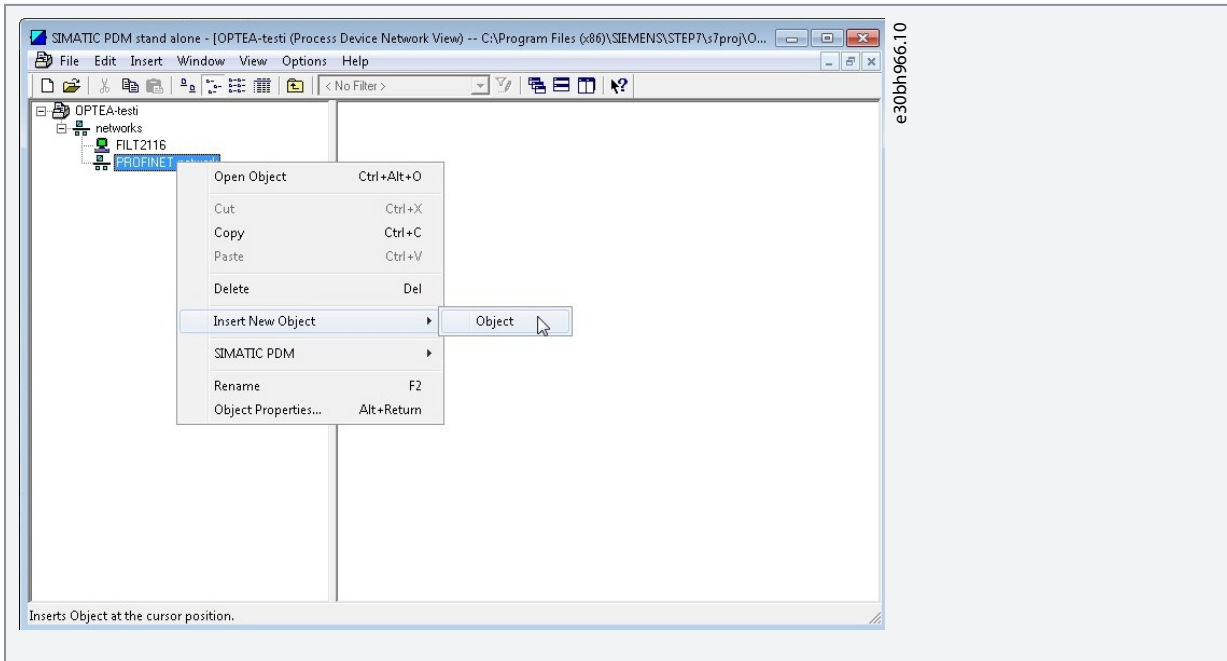 SIMATIC PDM stand alone - [OPTEA-testi (Process Device Network View) -- C:\Program Files (x86)\SIEMENS\STEP7\s7proj\O...
File Edit Insert Window View Options Help
< No Filter >
OPTEA-testi
networks
FILT2116
PROFINET network
Open Object Ctrl+Alt+O
Cut Ctrl+X
Copy Ctrl+C
Paste Ctrl+V
Delete Del
Insert New Object
Object
SIMATIC PDM
Rename F2
Object Properties... Alt+Return
Inserts Object at the cursor position.
e30bh966.10